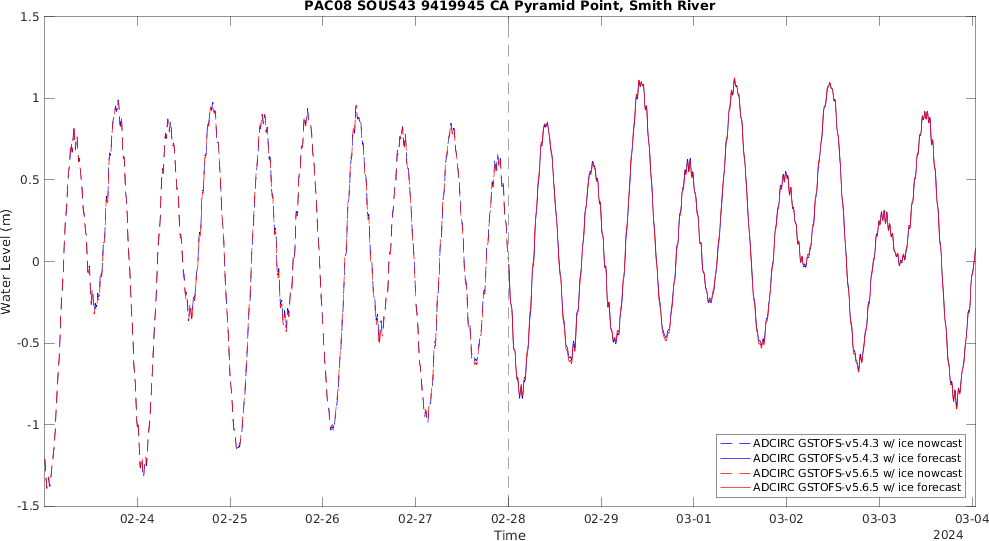 PAC08 SOUS43 9419945 CA Pyramid Point, Smith River
1.5
1
0.5
0
-0.5
-1
-1.5
Water Level (m)
ADCIRC GSTOFS-v5.4.3 w/ ice nowcast
ADCIRC GSTOFS-v5.4.3 w/ ice forecast
ADCIRC GSTOFS-v5.6.5 w/ ice nowcast
ADCIRC GSTOFS-v5.6.5 w/ ice forecast
02-24 02-25 02-26 02-27 02-28 02-29 03-01 03-02 03-03 03-04
Time
2024